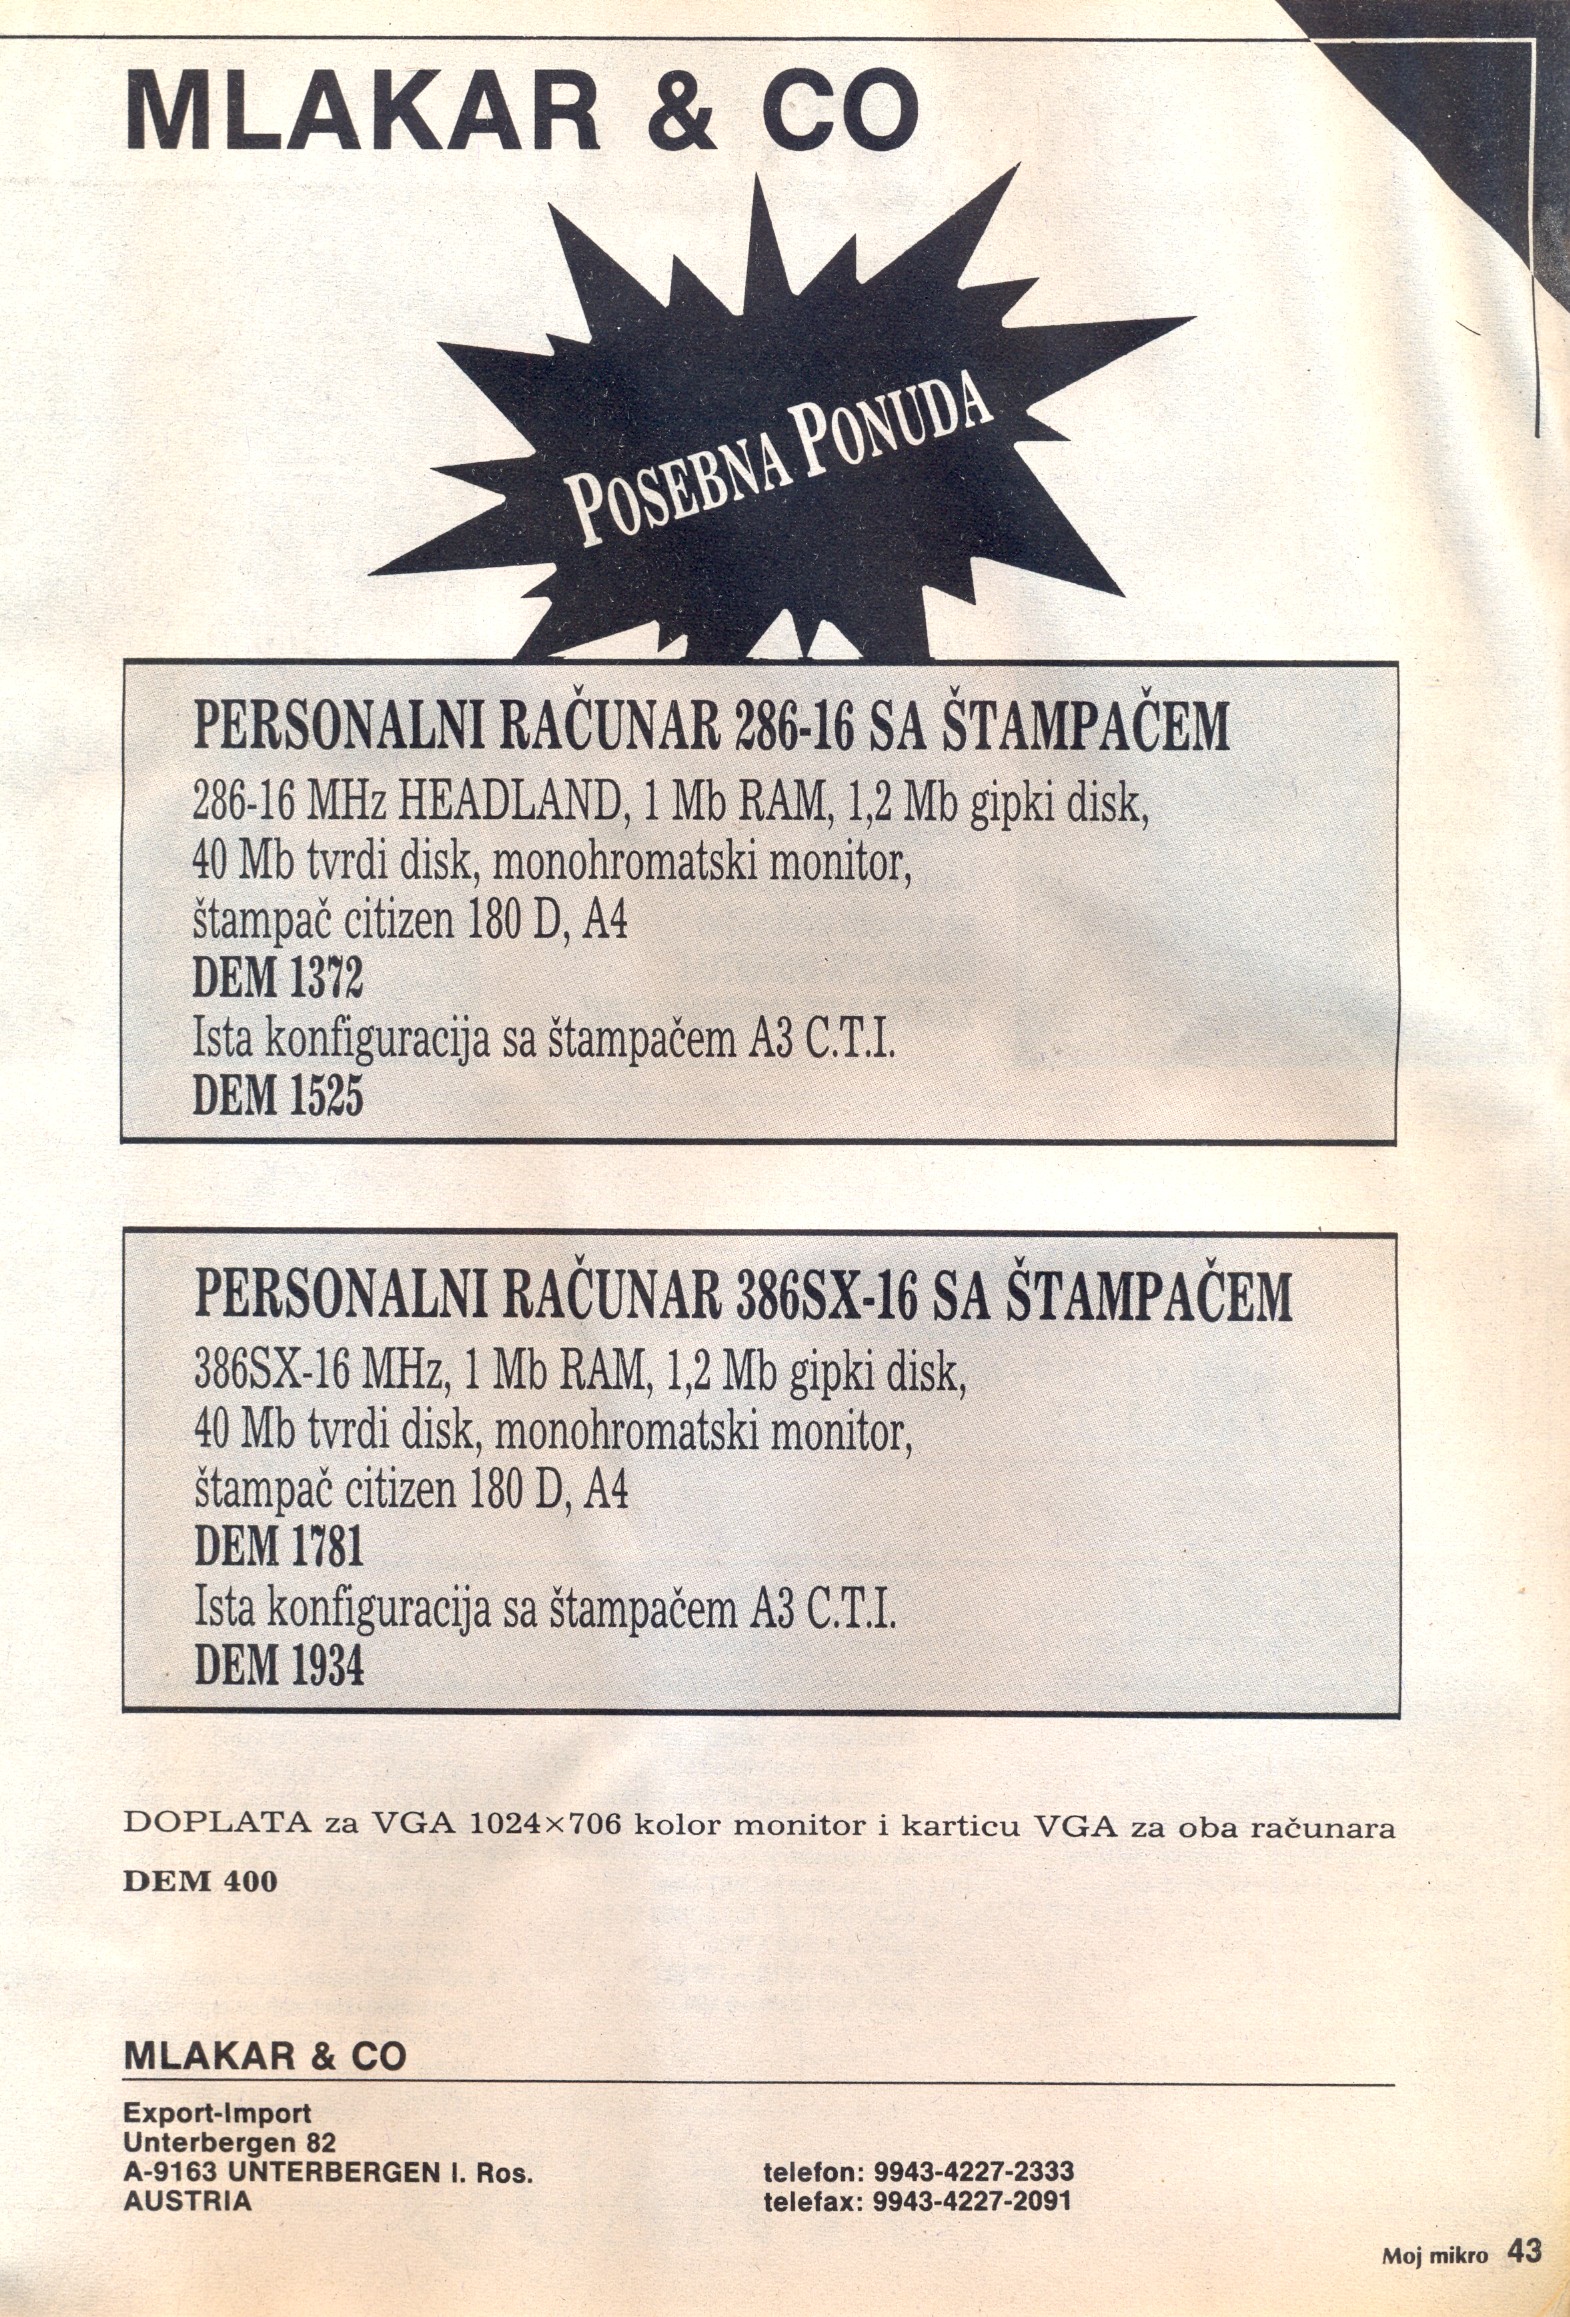 MLAKAR & CO
POSEBNA PONUDA
PERSONALNI RAČUNAR 286-16 SA ŠTAMPAČEM
286-16 MHz HEADLAND, 1 Mb RAM, 1,2 Mb gipki disk,
40 Mb tvrdi disk, monohromatski monitor,
štampač citizen 180 D, A4
DEM 1372
Ista konfiguracija sa štampačem A3 C.T.I.
DEM 1525
PERSONALNI RAČUNAR 386SX-16 SA ŠTAMPAČEM
386SX-16 MHz, 1 Mb RAM, 1,2 Mb gipki disk,
40 Mb tvrdi disk, monohromatski monitor,
štampač citizen 180 D, A4
DEM 1781
Ista konfiguracija sa štampačem A3 C.T.I.
DEM 1934
DOPLATA za VGA 1024×706 kolor monitor i karticu VGA za oba računara
DEM 400
MLAKAR & CO
Export-Import
Unterbergen 82
A-9163 UNTERBERGEN I. Ros.
AUSTRIA
telefon: 9943-4227-2333
telefax: 9943-4227-2091
Moj mikro 43